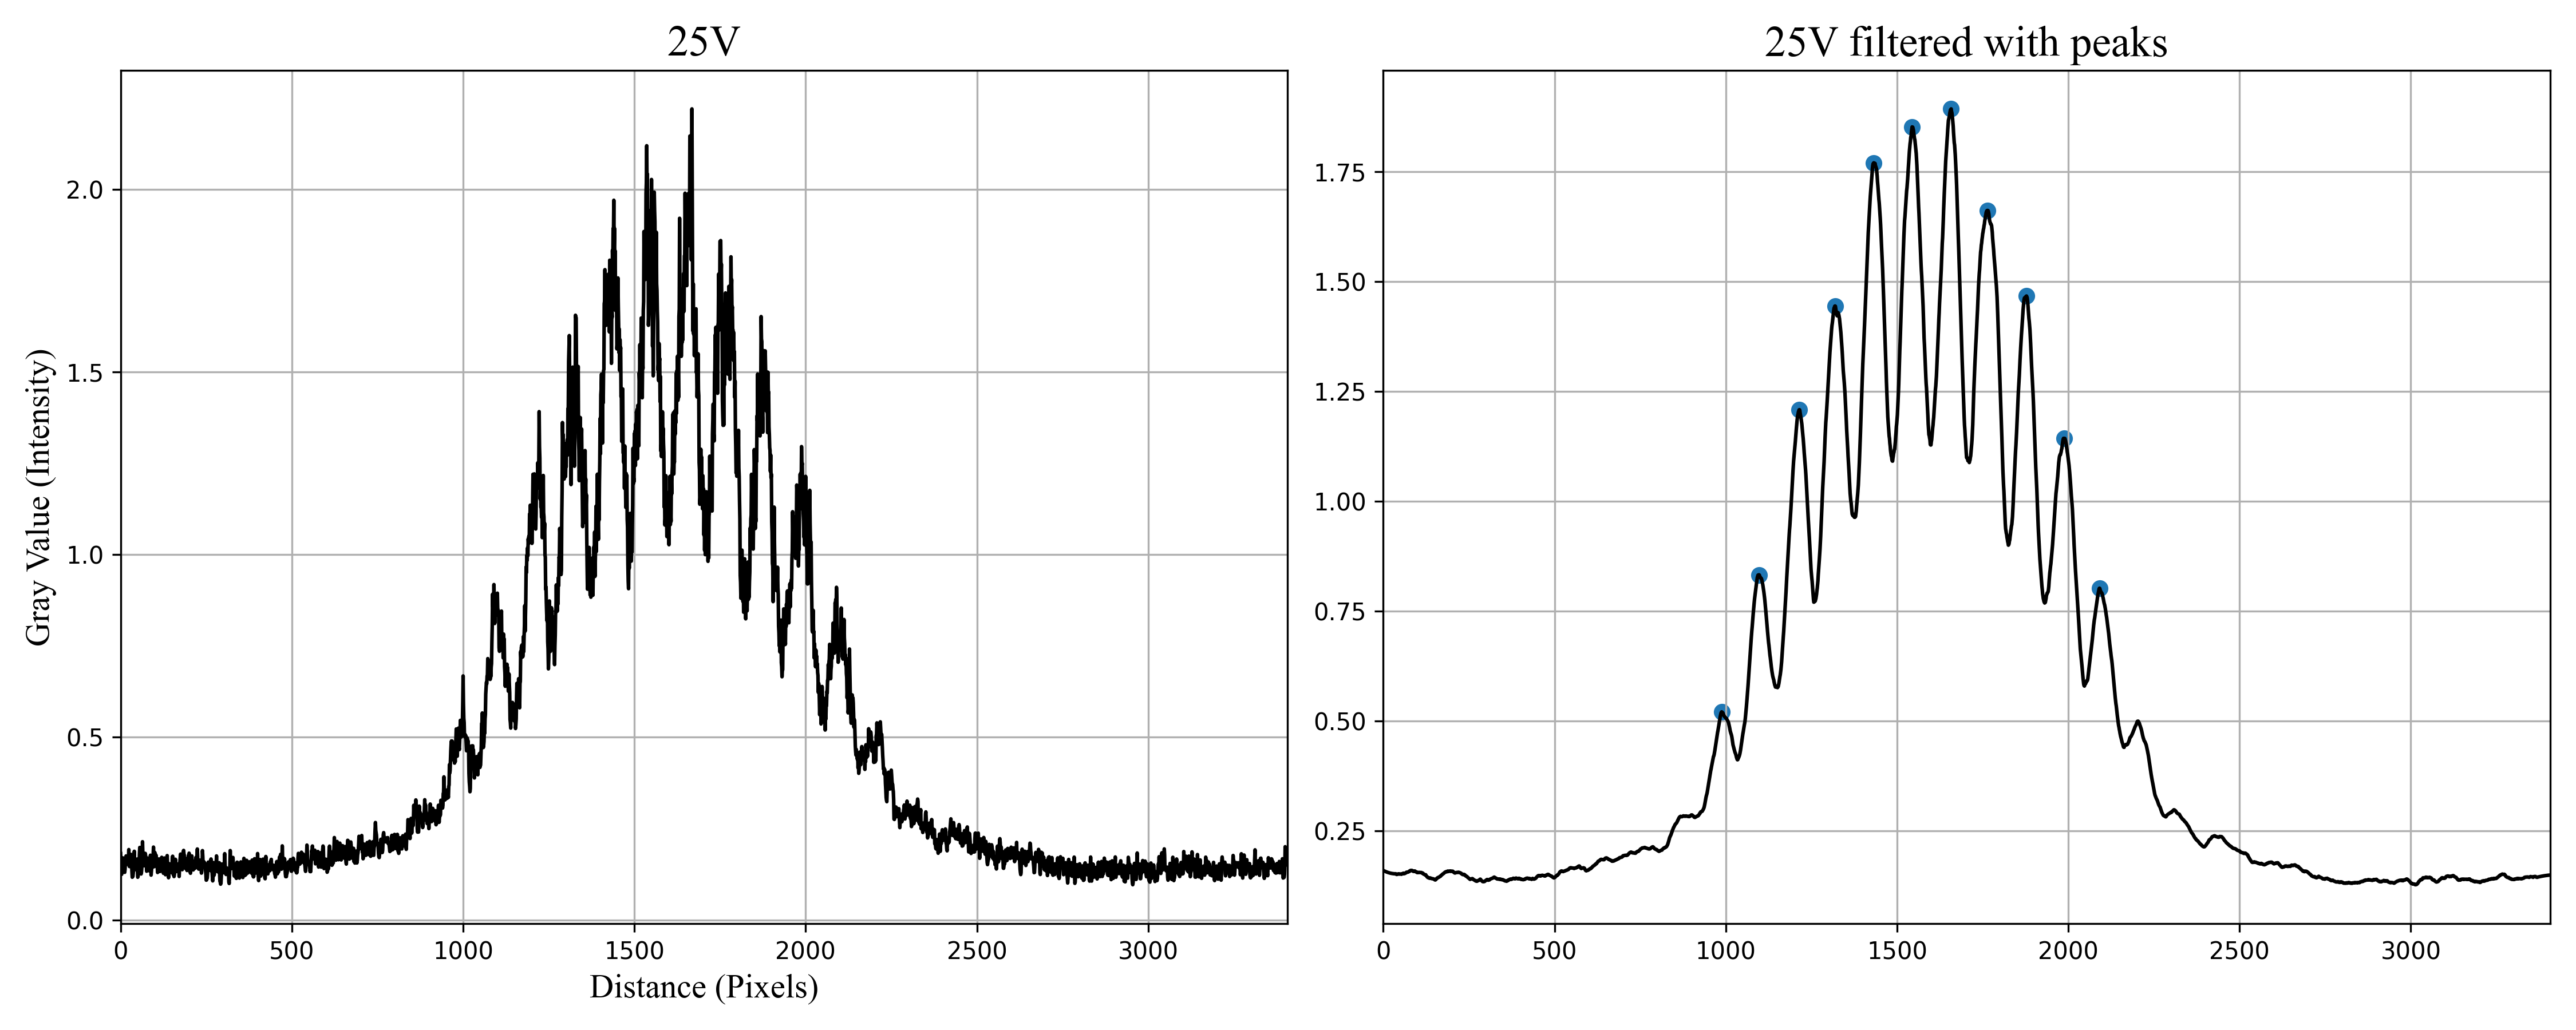 25V
Gray Value (Intensity)
2.0
1.5
1.0
0.5
0.0
0 500 1000 1500 2000 2500 3000
Distance (Pixels)
25V filtered with peaks
1.75
1.50
1.25
1.00
0.75
0.50
0.25
0 500 1000 1500 2000 2500 3000